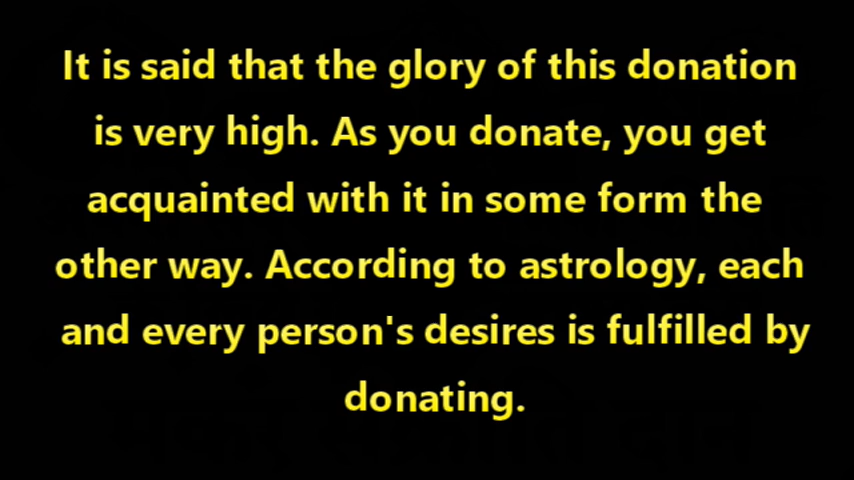 It is said that the glory of this donation
is very high. As you donate, you get
acquainted with it in some form the
other way. According to astrology, each
and every person's desires is fulfilled by
donating.